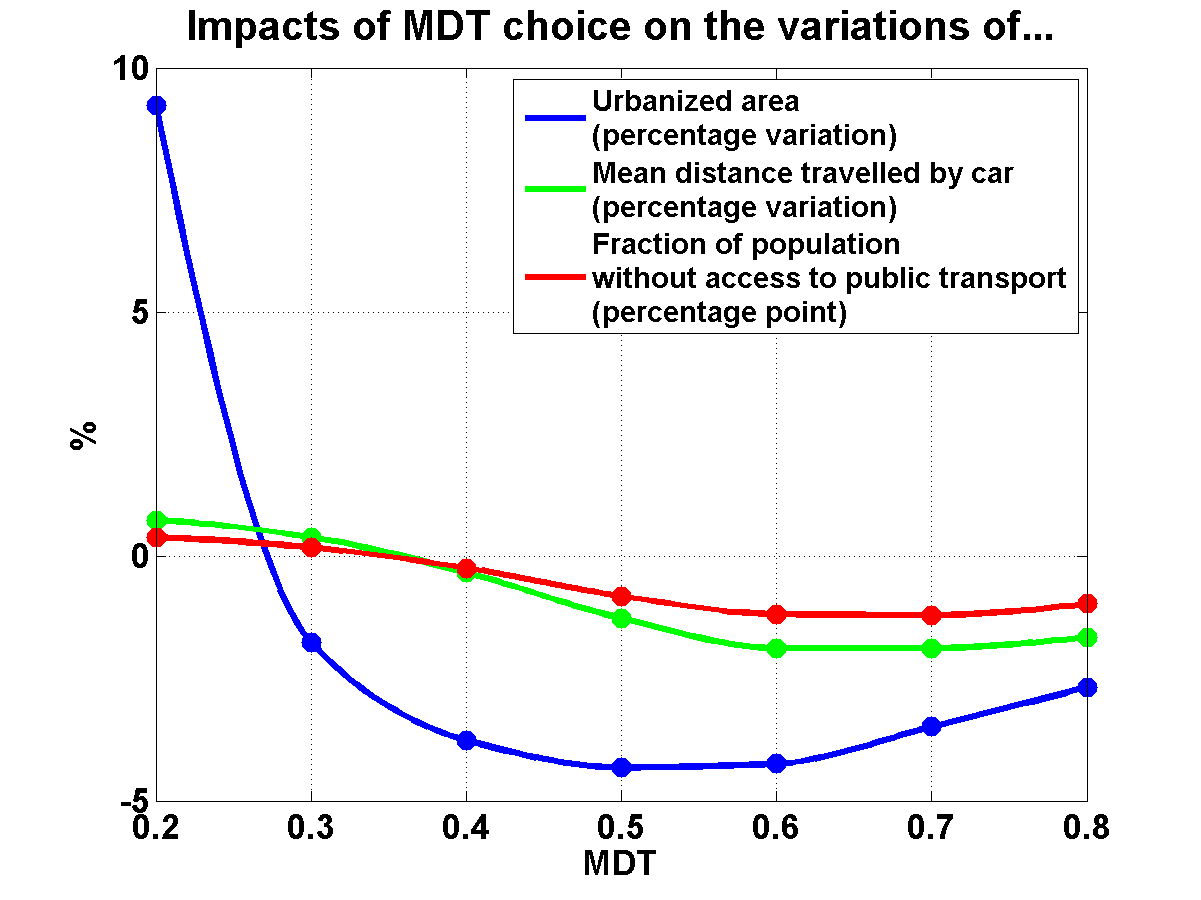 Impacts of MDT choice on the variations of...
10
Urbanized area
(percentage variation)
Mean distance travelled by car
(percentage variation)
Fraction of population
without access to public transport
(percentage point)
5
%
0
-5
0.2 0.3 0.4 0.5 0.6 0.7 0.8
MDT